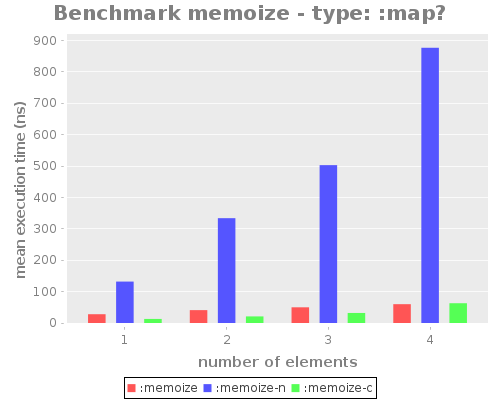 Benchmark memoize - type: :map?
mean execution time (ns)
900
800
700
600
500
400
300
200
100
0
1 2 3 4
number of elements
:memoize :memoize-n :memoize-c